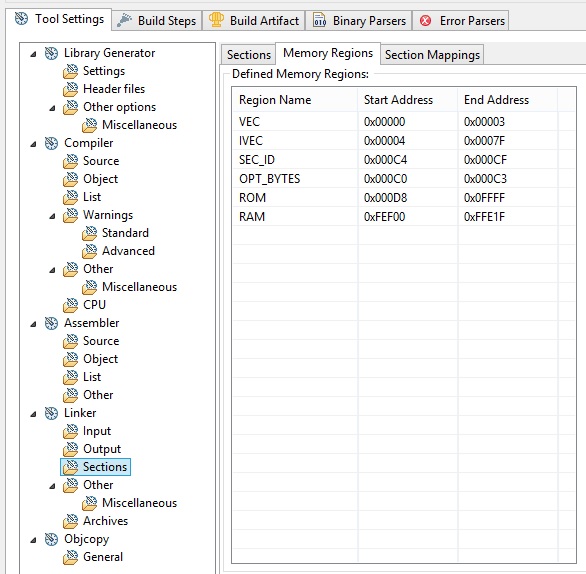 Tool Settings Build Steps Build Artifact Binary Parsers Error Parsers
Library Generator
Settings
Header files
Other options
Miscellaneous
Compiler
Source
Object
List
Warnings
Standard
Advanced
Other
Miscellaneous
CPU
Assembler
Source
Object
List
Other
Linker
Input
Output
Sections
Other
Miscellaneous
Archives
Objcopy
General
Sections Memory Regions Section Mappings
Defined Memory Regions:
Region Name Start Address End Address
VEC 0x00000 0x00003
IVEC 0x00004 0x0007F
SEC_ID 0x000C4 0x000CF
OPT_BYTES 0x000C0 0x000C3
ROM 0x000D8 0x0FFFF
RAM 0xFEF00 0xFFE1F